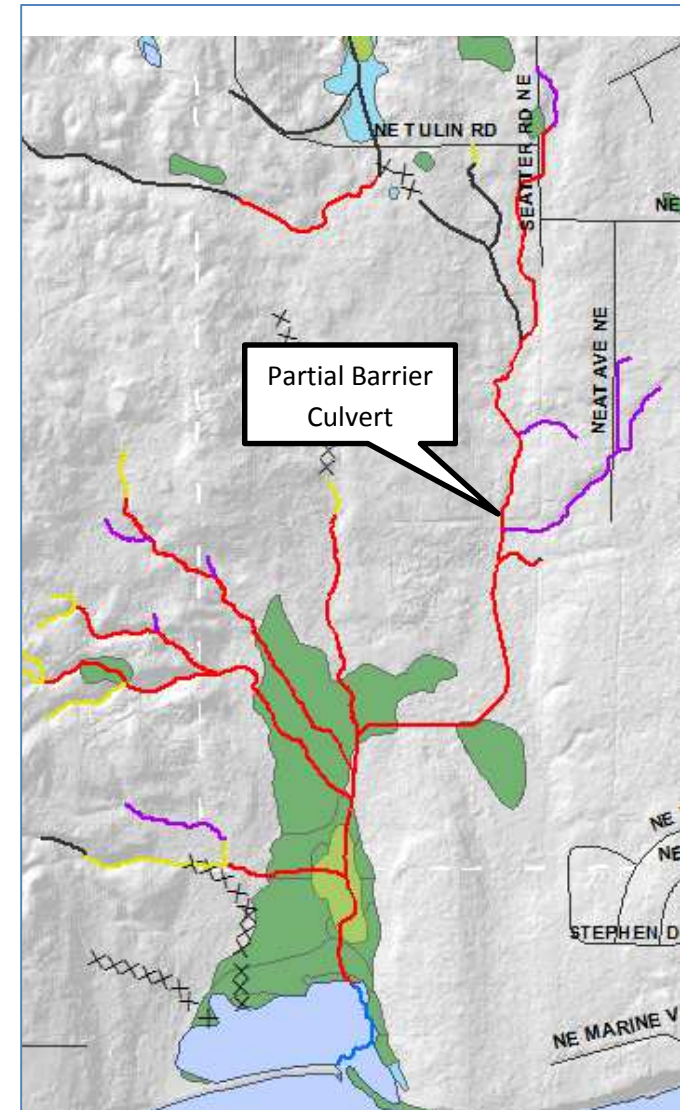 NE TULIN RD
SEATTER RD NE
NE
NEAT AVE NE
Partial Barrier
Culvert
NE
NE
STEPHEN D
NE MARINE V